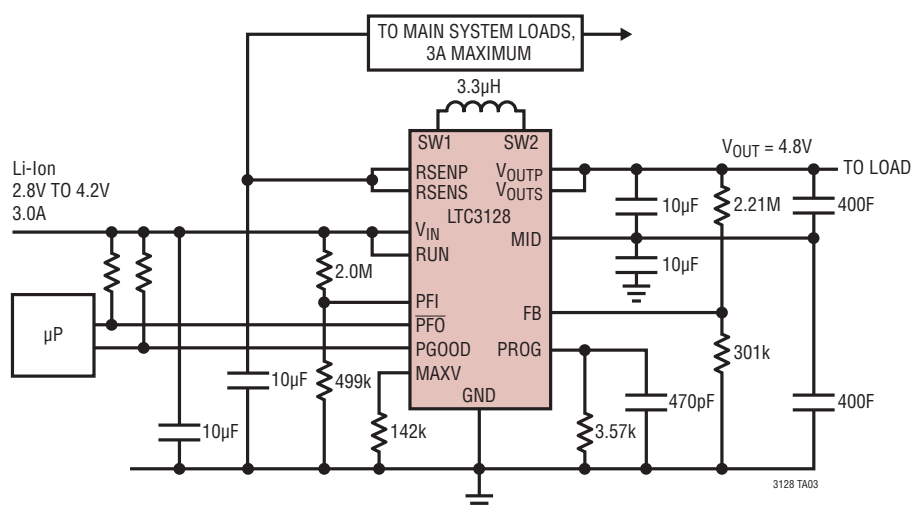 TO MAIN SYSTEM LOADS,
3A MAXIMUM
3.3µH
SW1
SW2
Li-Ion
2.8V TO 4.2V
3.0A
RSENP
RSENS
VOUTP
VOUTS
VOUT = 4.8V
TO LOAD
LTC3128
10µF
2.21M
400F
VIN
RUN
MID
2.0M
10µF
µP
PFI
PFO
PGOOD
MAXV
FB
PROG
GND
301k
10µF
499k
470pF
400F
10µF
142k
3.57k
3128 TA03